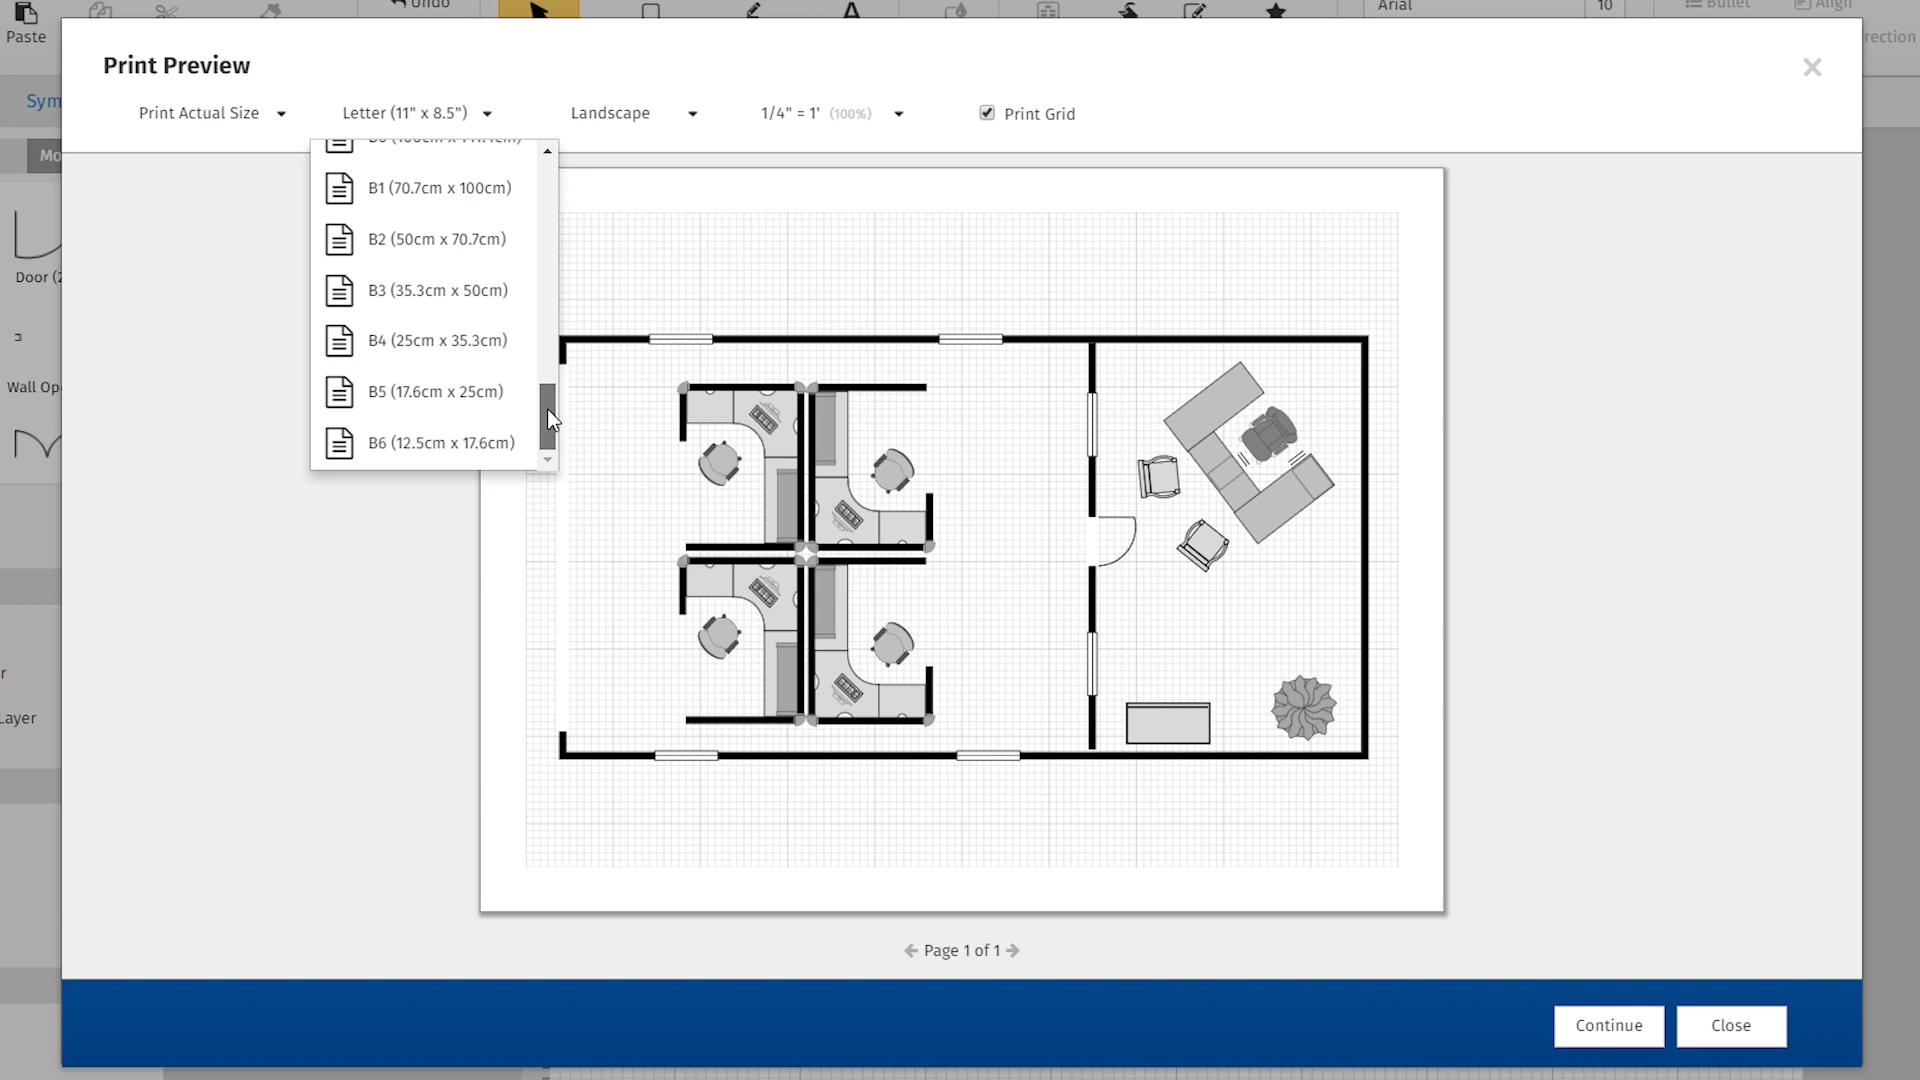 Undo
Arial
10
Bullet
Align
Paste
rection
Print Preview
Print Actual Size
Letter (11" x 8.5")
Landscape
1/4" = 1' (100%)
Print Grid
Sym
Mo
B1 (70.7cm x 100cm)
B2 (50cm x 70.7cm)
B3 (35.3cm x 50cm)
B4 (25cm x 35.3cm)
B5 (17.6cm x 25cm)
B6 (12.5cm x 17.6cm)
Door (2
Wall Op
r
Layer
Page 1 of 1
Continue
Close